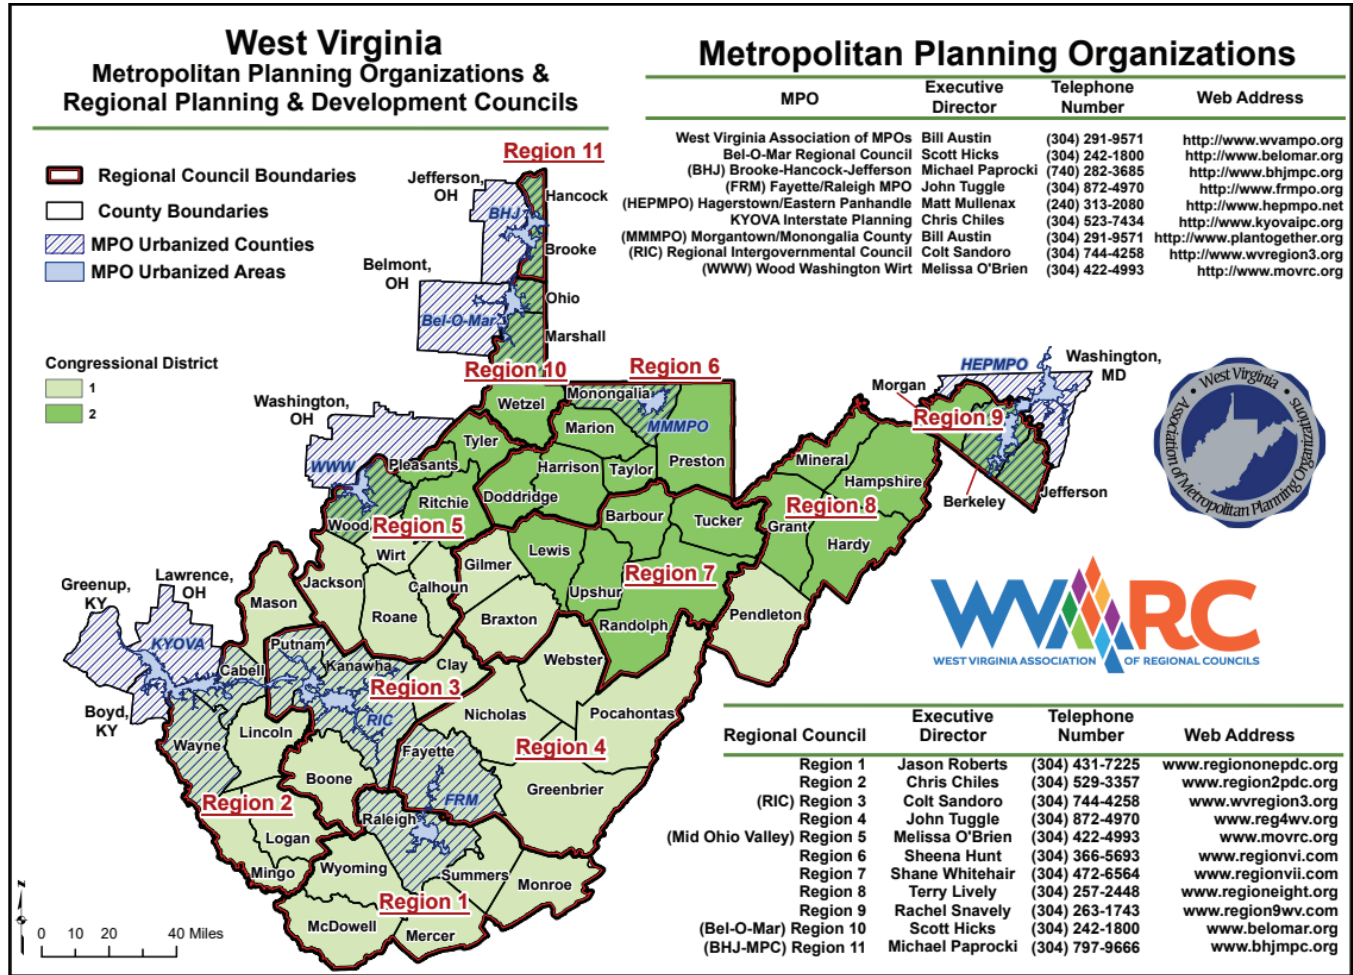 West Virginia
Metropolitan Planning Organizations &
Regional Planning & Development Councils
Regional Council Boundaries
County Boundaries
MPO Urbanized Counties
MPO Urbanized Areas
Congressional District
1
2
Metropolitan Planning Organizations
MPO Executive Director Telephone Number Web Address
West Virginia Association of MPOs Bill Austin (304) 291-9571 http://www.wvampo.org
Bel-O-Mar Regional Council Scott Hicks (304) 242-1800 http://www.belomar.org
(BHJ) Brooke-Hancock-Jefferson Michael Paprocki (740) 282-3685 http://www.bhjmpc.org
(FRM) Fayette/Raleigh MPO John Tuggle (304) 872-4970 http://www.frmpo.org
(HEPMPO) Hagerstown/Eastern Panhandle Matt Mullenax (240) 313-2080 http://www.hepmpo.net
KYOVA Interstate Planning Chris Chiles (304) 523-7434 http://www.kyovaipc.org
(MMMPO) Morgantown/Monongalia County Bill Austin (304) 291-9571 http://www.plantogether.org
(RIC) Regional Intergovernmental Council Colt Sandoro (304) 744-4258 http://www.wvregion3.org
(WWW) Wood Washington Wirt Melissa O'Brien (304) 422-4993 http://www.movrc.org
Region 11
Jefferson,
OH
Hancock
BHJ
Brooke
Belmont,
OH
Ohio
Bel-O-Mar
Marshall
Region 10
Region 6
HEPMPO
Washington,
MD
Morgan
Region 9
Berkeley
Jefferson
Washington,
OH
WWW
Wetzel
Monongalia
MMMPO
Marion
Tyler
Pleasants
Harrison
Taylor
Preston
Doddridge
Ritchie
Wood
Region 5
Mineral
Hampshire
Region 8
Grant
Hardy
Barbour
Tucker
Wirt
Gilmer
Lewis
Region 7
Upshur
Randolph
Pendleton
Jackson
Calhoun
Roane
Braxton
Greenup,
KY
Lawrence,
OH
Mason
KYOVA
Putnam
Cabell
Kanawha
Clay
Webster
Region 3
Boyd,
KY
RIC
Nicholas
Pocahontas
Wayne
Lincoln
Fayette
Region 4
Boone
Greenbrier
FRM
Region 2
Raleigh
Logan
Mingo
Wyoming
Summers
Monroe
Region 1
McDowell
Mercer
West Virginia
Association of Metropolitan Planning Organizations
WVARC
WEST VIRGINIA ASSOCIATION OF REGIONAL COUNCILS
Regional Council Executive Director Telephone Number Web Address
Region 1 Jason Roberts (304) 431-7225 www.regiononepdc.org
Region 2 Chris Chiles (304) 529-3357 www.region2pdc.org
(RIC) Region 3 Colt Sandoro (304) 744-4258 www.wvregion3.org
Region 4 John Tuggle (304) 872-4970 www.reg4wv.org
(Mid Ohio Valley) Region 5 Melissa O'Brien (304) 422-4993 www.movrc.org
Region 6 Sheena Hunt (304) 366-5693 www.regionvi.com
Region 7 Shane Whitehair (304) 472-6564 www.regionvii.com
Region 8 Terry Lively (304) 257-2448 www.regioneight.org
Region 9 Rachel Snavely (304) 263-1743 www.region9wv.com
(Bel-O-Mar) Region 10 Scott Hicks (304) 242-1800 www.belomar.org
(BHJ-MPC) Region 11 Michael Paprocki (304) 797-9666 www.bhjmpc.org
z
0 10 20 40 Miles